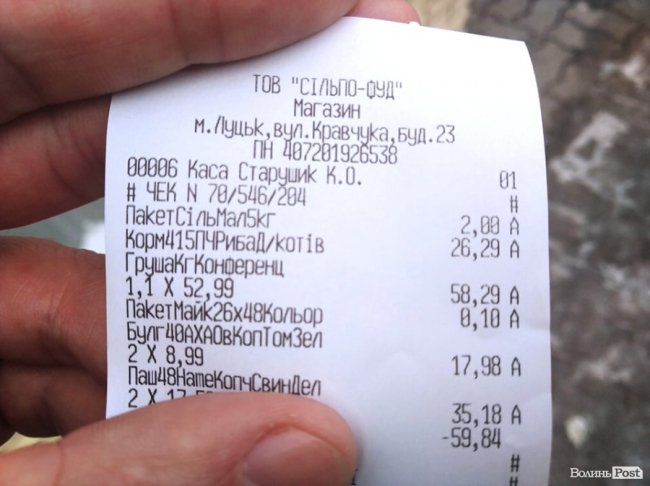 ТОВ "СІЛЬПО-ФУД"
Магазин
м.Луцьк,вул.Кравчука,буд.23
ПН 407201926538
00006 Каса Старушик К.О. 01
# ЧЕК N 70/546/204 #
ПакетСільМал5кг 2,00 А
Корм415ПЧРибаД/котів 26,29 А
ГрушаКгКонференц
1,1 X 52,99 58,29 А
ПакетМайк26х48Кольор 0,10 А
Булг40АХАОвКопТомЗел
2 X 8,99 17,98 А
Паш48НатеКопчСвинДел
2 X 35,18 А
-59,84
#
#
ВолиньPost